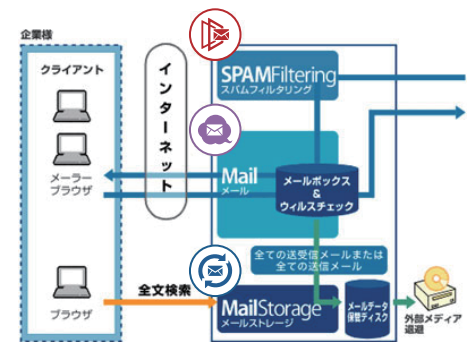 企業様
クライアント
メーラー
ブラウザ
ブラウザ
インターネット
SPAMFiltering
スパムフィルタリング
Mail
メール
メールボックス
&
ウィルスチェック
全ての送受信メールまたは
全ての送信メール
全文検索
MailStorage
メールストレージ
メールデータ
保管ディスク
外部メディア
退避